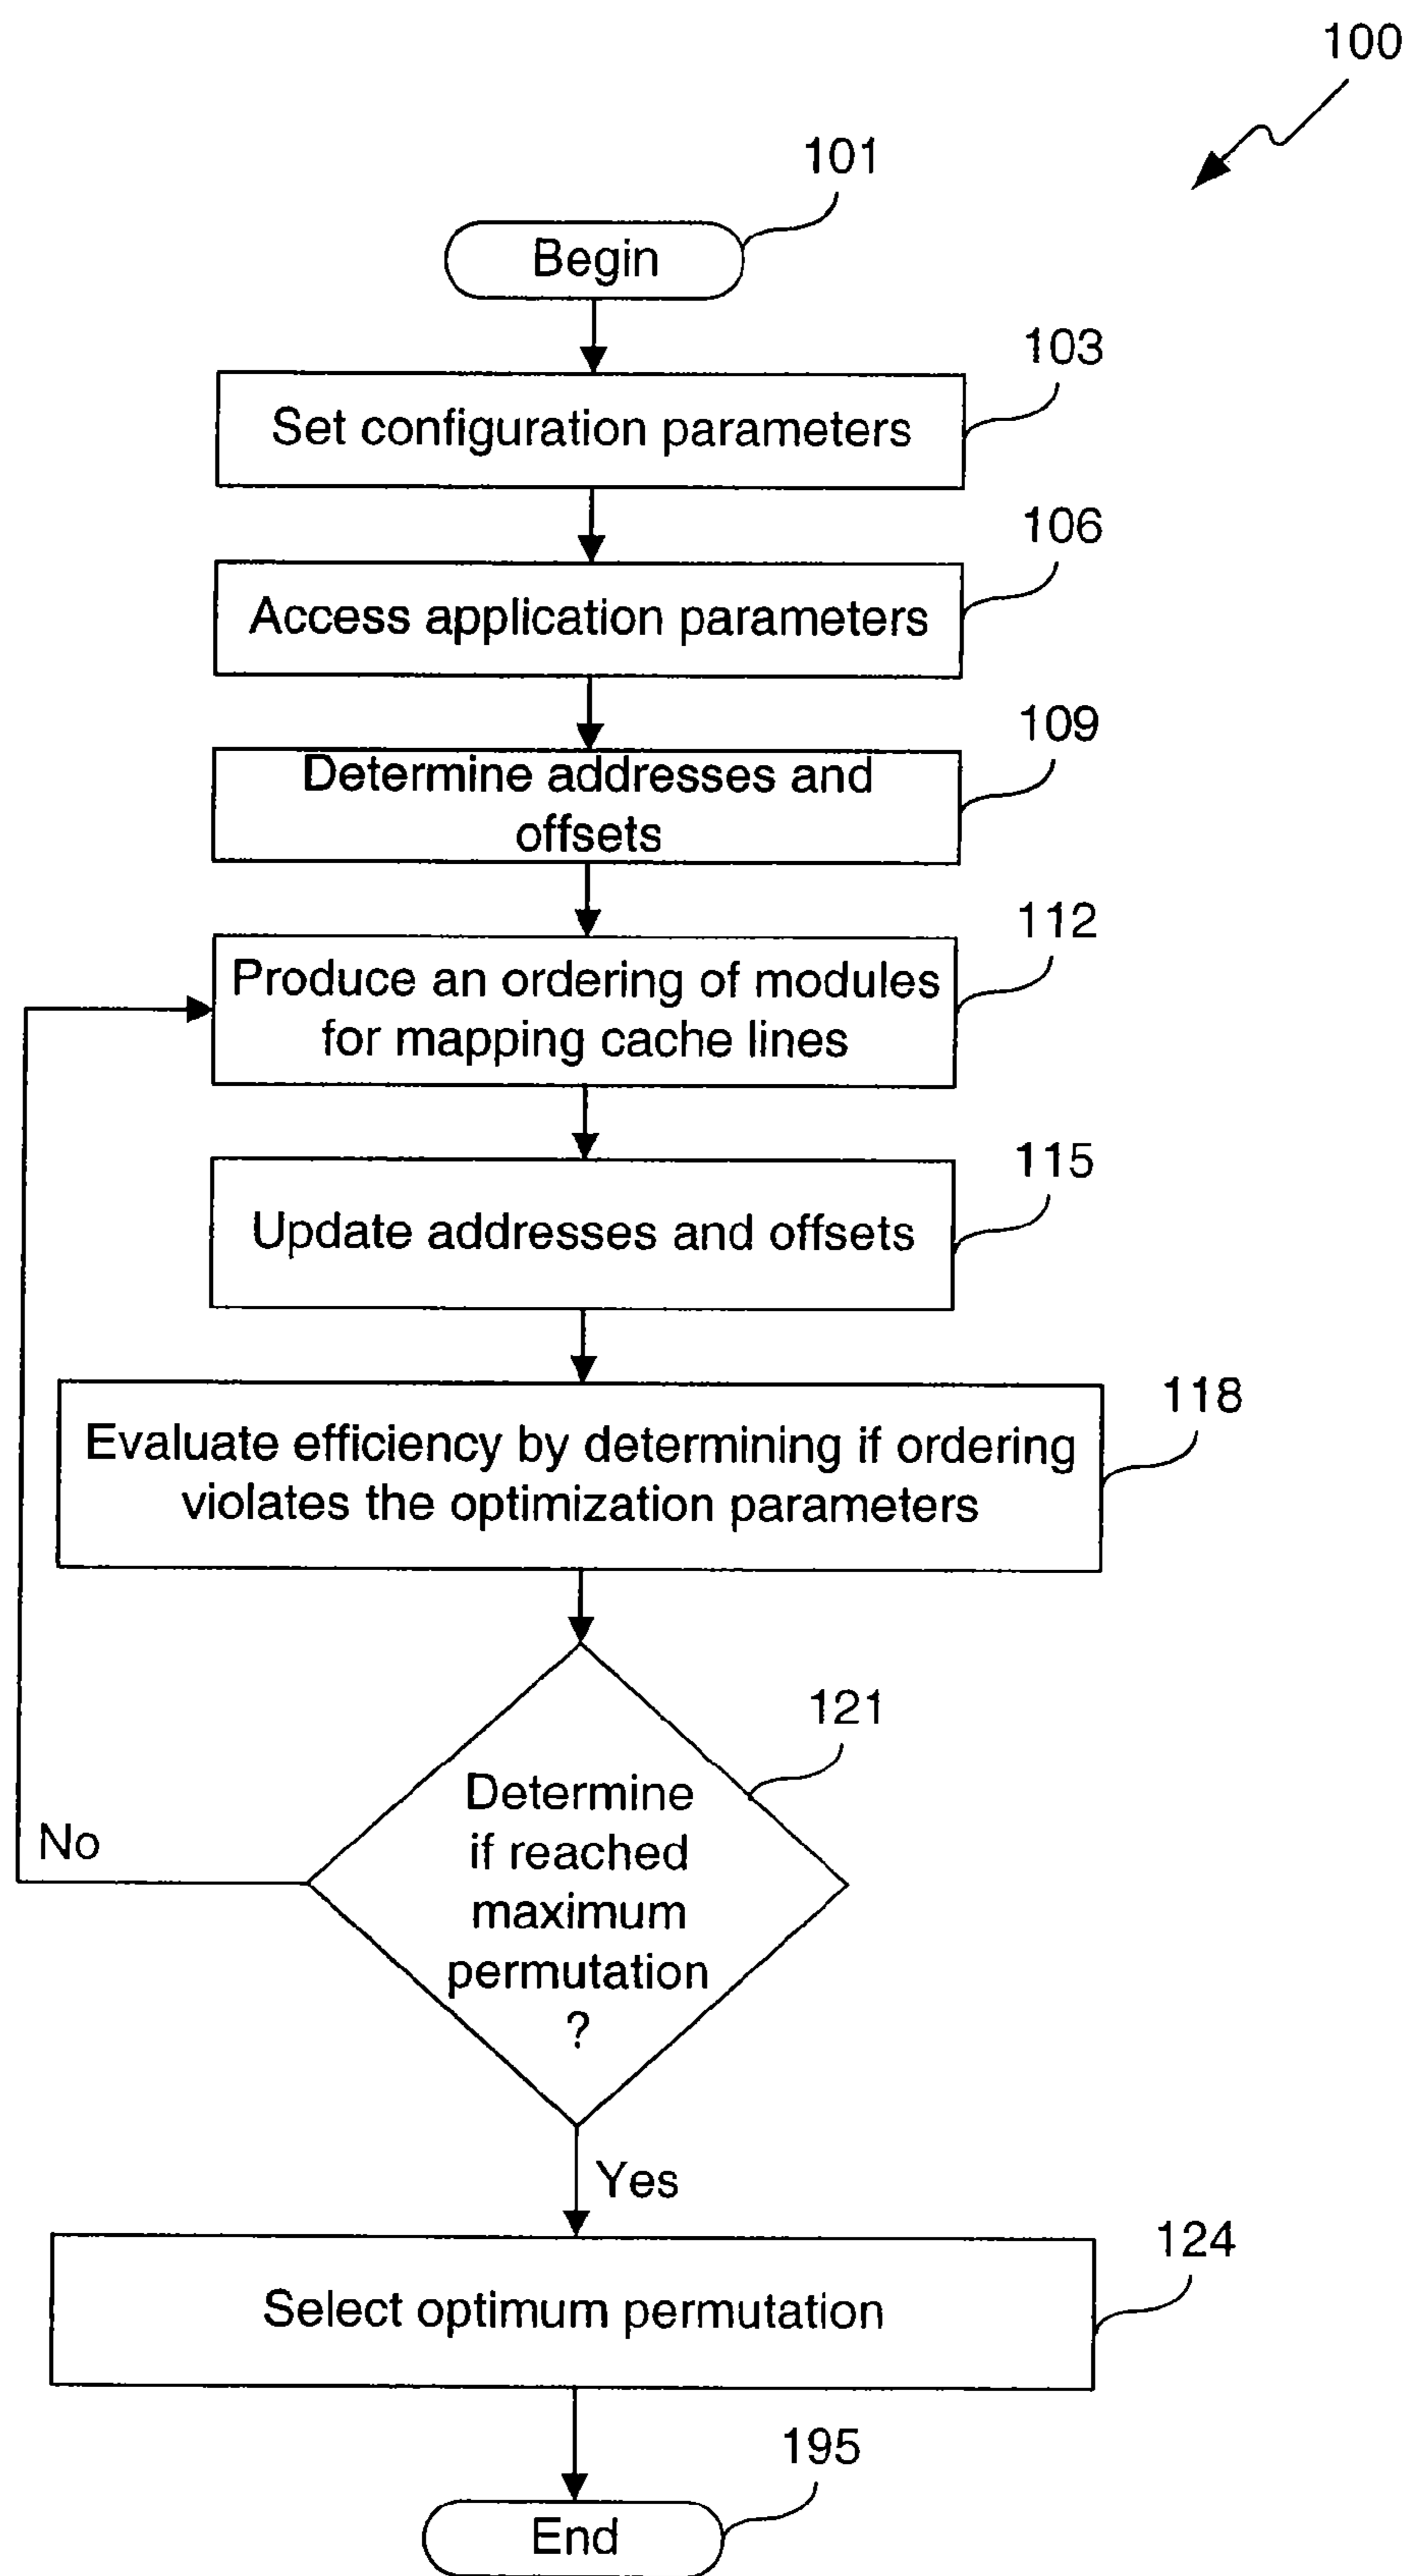 100
101
Begin
103
Set configuration parameters
106
Access application parameters
109
Determine addresses and
offsets
112
Produce an ordering of modules
for mapping cache lines
115
Update addresses and offsets
118
Evaluate efficiency by determining if ordering
violates the optimization parameters
121
Determine
if reached
maximum
permutation
?
No
Yes
124
Select optimum permutation
195
End